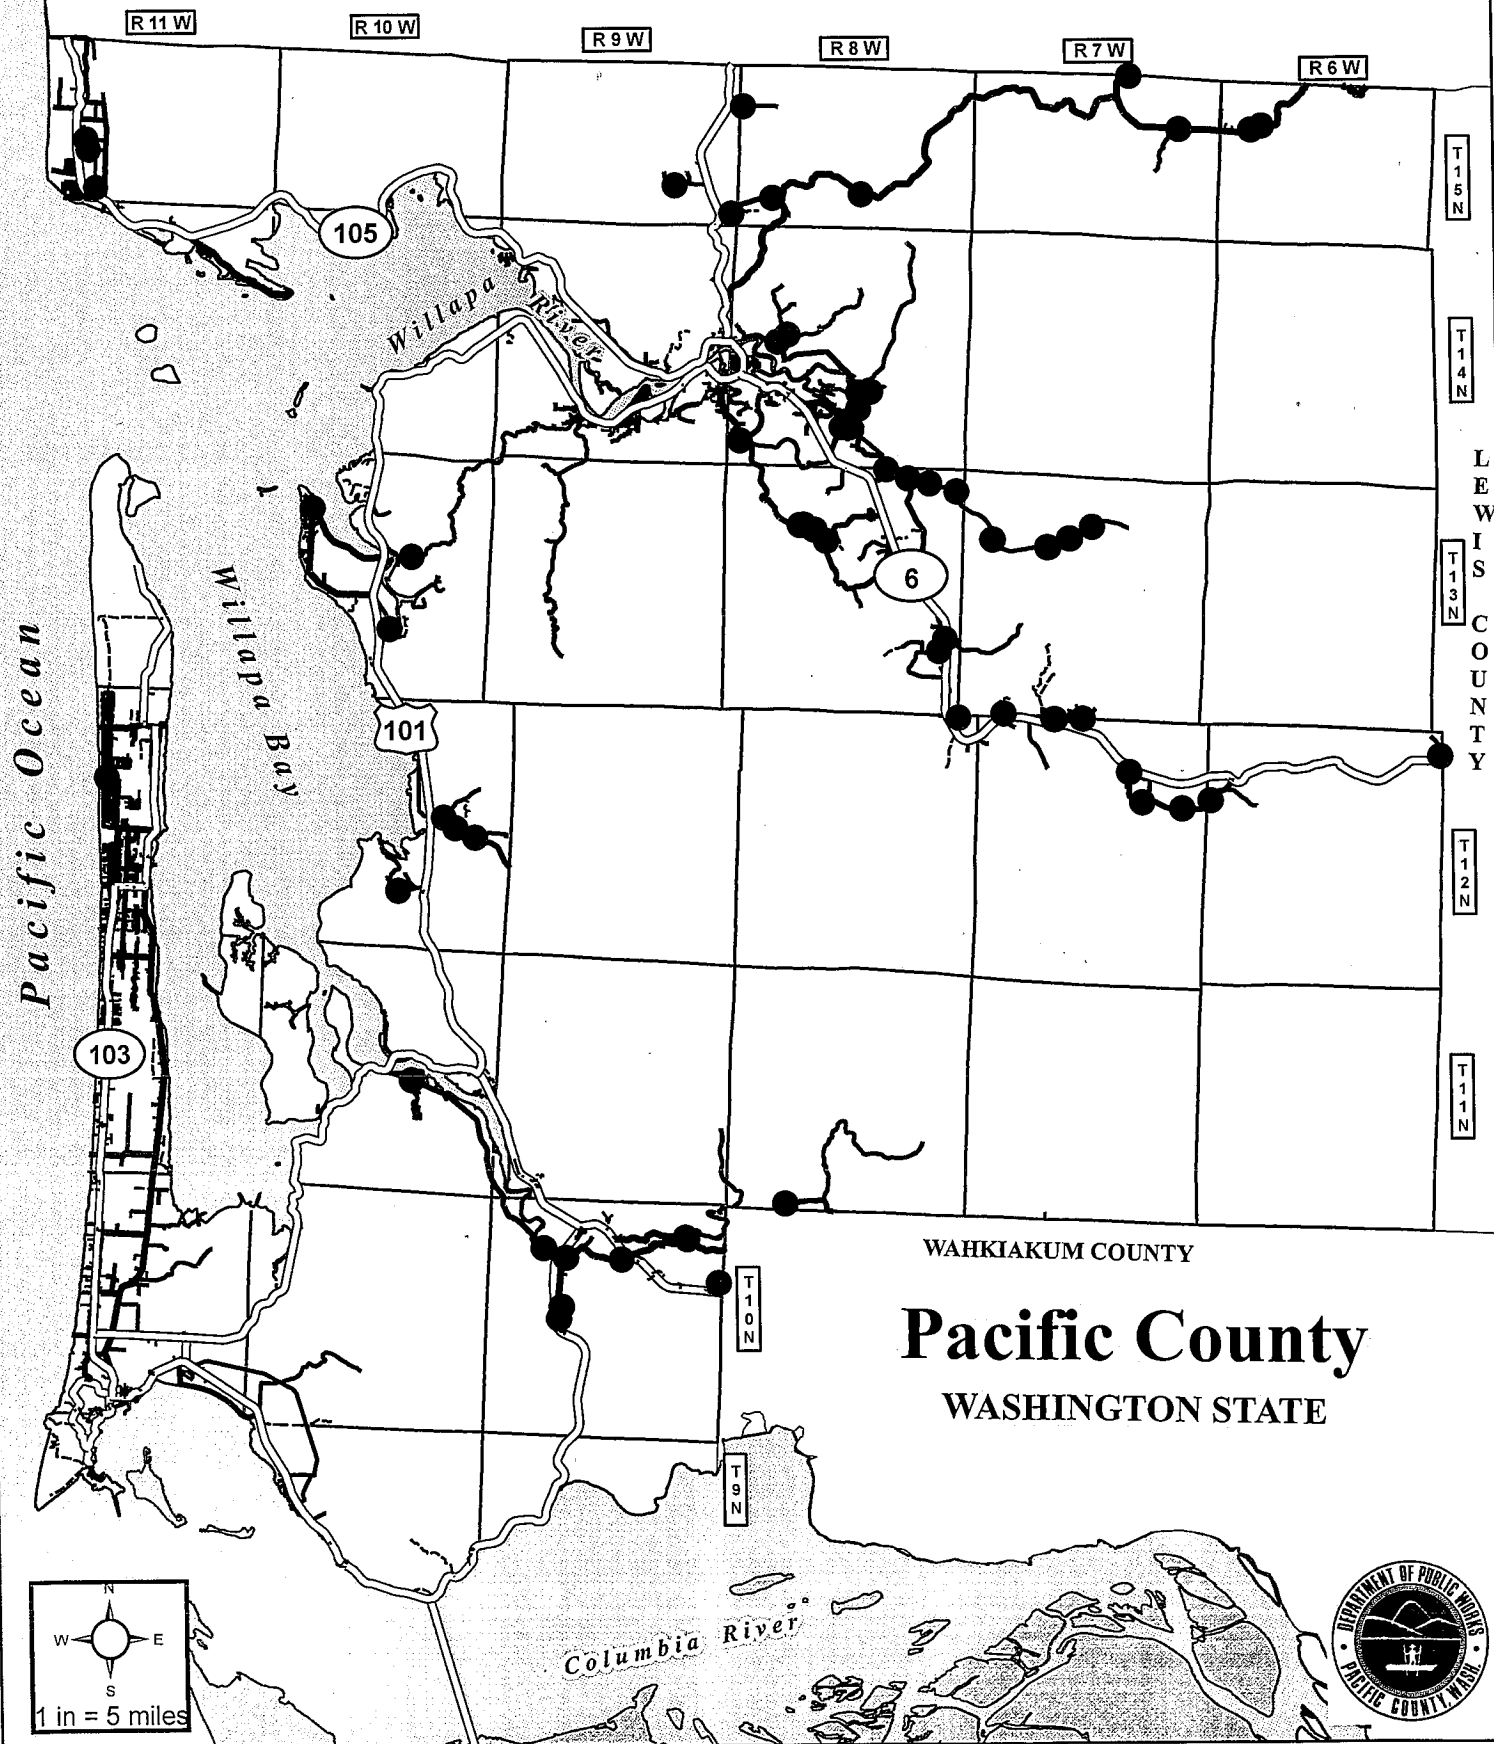 R 11 W
R 10 W
R 9 W
R 8 W
R 7 W
R 6 W
T15N
105
Willapa River
T14N
LEWIS COUNTY
T13N
6
Willapa Bay
Pacific Ocean
101
T12N
103
T11N
WAHKIAKUM COUNTY
T10N
Pacific County
WASHINGTON STATE
T9N
Columbia River
N
W E
S
1 in = 5 miles
DEPARTMENT OF PUBLIC WORKS
PACIFIC COUNTY, WASH.